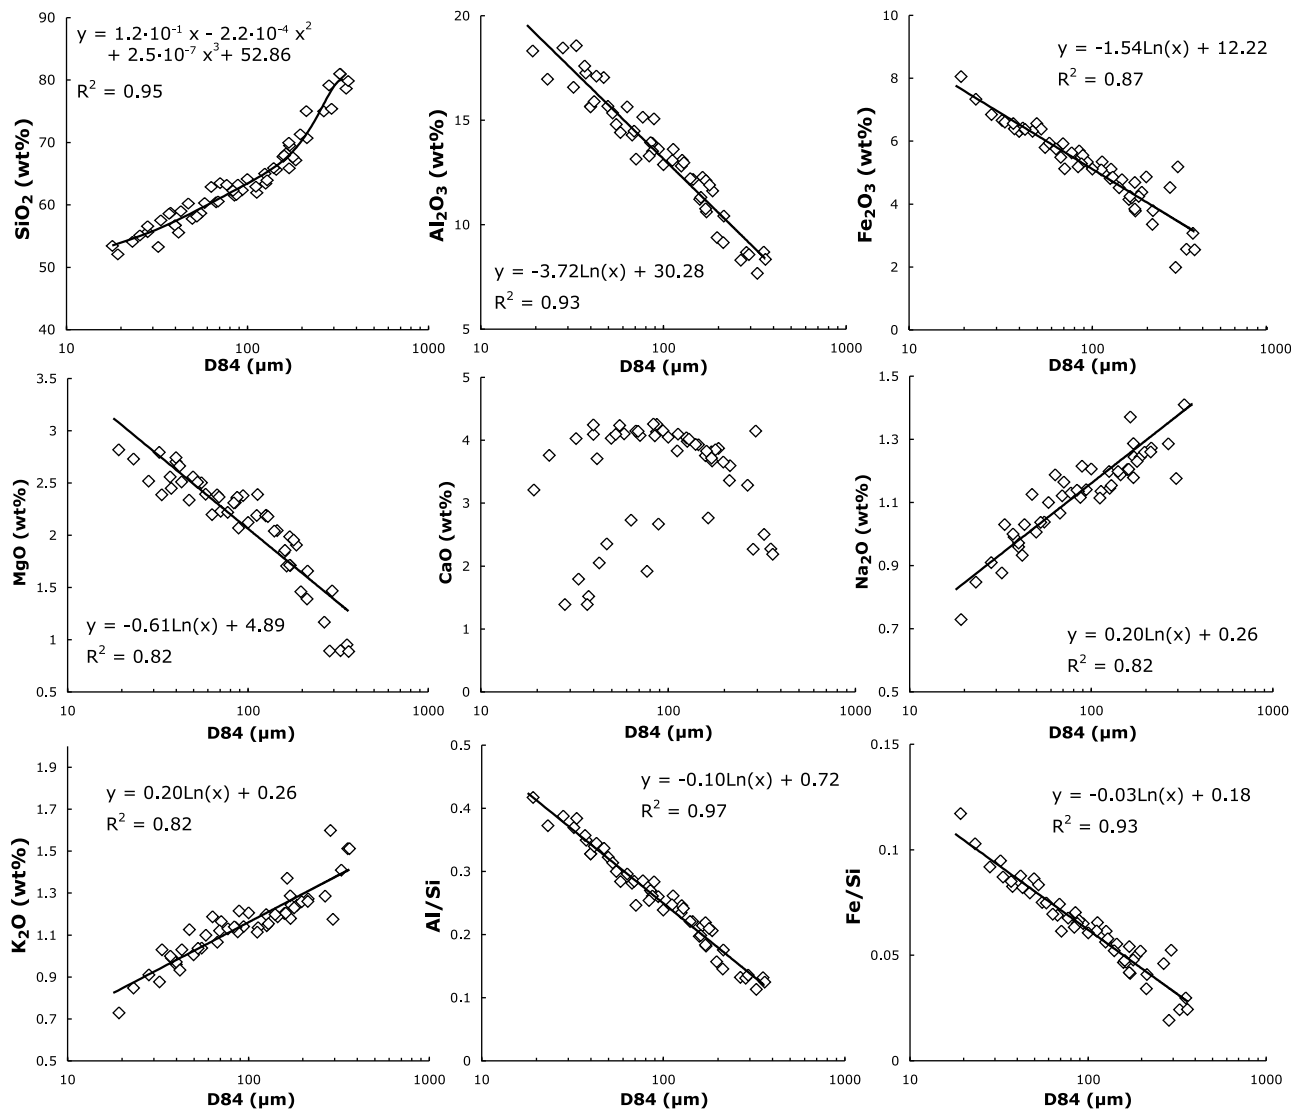 90
80
70
60
50
40
SiO₂ (wt%)
y = 1.2·10⁻¹ x - 2.2·10⁻⁴ x²
+ 2.5·10⁻⁷ x³+ 52.86
R² = 0.95
10
100
1000
D84 (µm)
20
15
10
5
Al₂O₃ (wt%)
y = -3.72Ln(x) + 30.28
R² = 0.93
10
100
1000
D84 (µm)
10
8
6
4
2
0
Fe₂O₃ (wt%)
y = -1.54Ln(x) + 12.22
R² = 0.87
10
100
1000
D84 (µm)
3.5
3
2.5
2
1.5
1
0.5
MgO (wt%)
y = -0.61Ln(x) + 4.89
R² = 0.82
10
100
1000
D84 (µm)
5
4
3
2
1
0
CaO (wt%)
10
100
1000
D84 (µm)
1.5
1.3
1.1
0.9
0.7
0.5
Na₂O (wt%)
y = 0.20Ln(x) + 0.26
R² = 0.82
10
100
1000
D84 (µm)
1.9
1.7
1.5
1.3
1.1
0.9
0.7
0.5
K₂O (wt%)
y = 0.20Ln(x) + 0.26
R² = 0.82
10
100
1000
D84 (µm)
0.5
0.4
0.3
0.2
0.1
0
Al/Si
y = -0.10Ln(x) + 0.72
R² = 0.97
10
100
1000
D84 (µm)
0.15
0.1
0.05
0
Fe/Si
y = -0.03Ln(x) + 0.18
R² = 0.93
10
100
1000
D84 (µm)